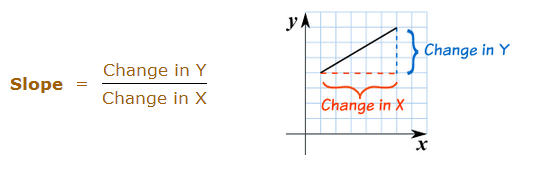 Slope = Change in Y
Change in X
y
Change in Y
Change in X
x